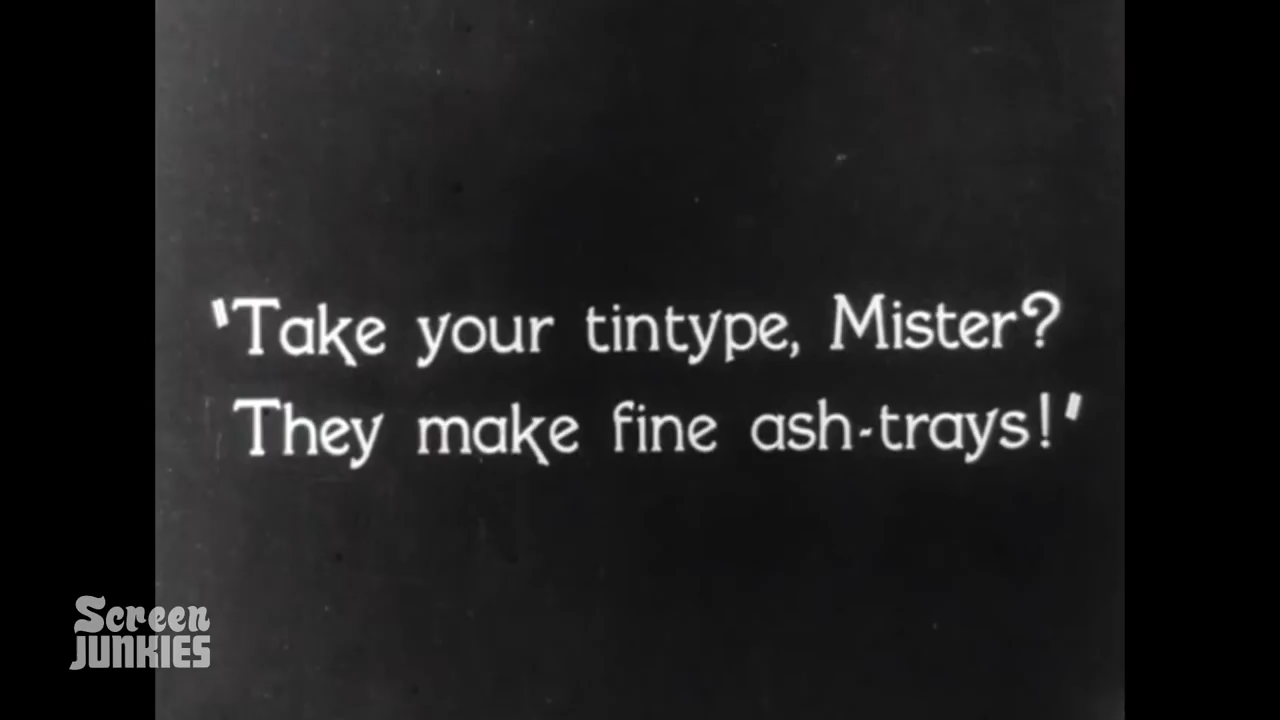 "Take your tintype, Mister?
They make fine ash-trays!"
Screen
JUNKIES